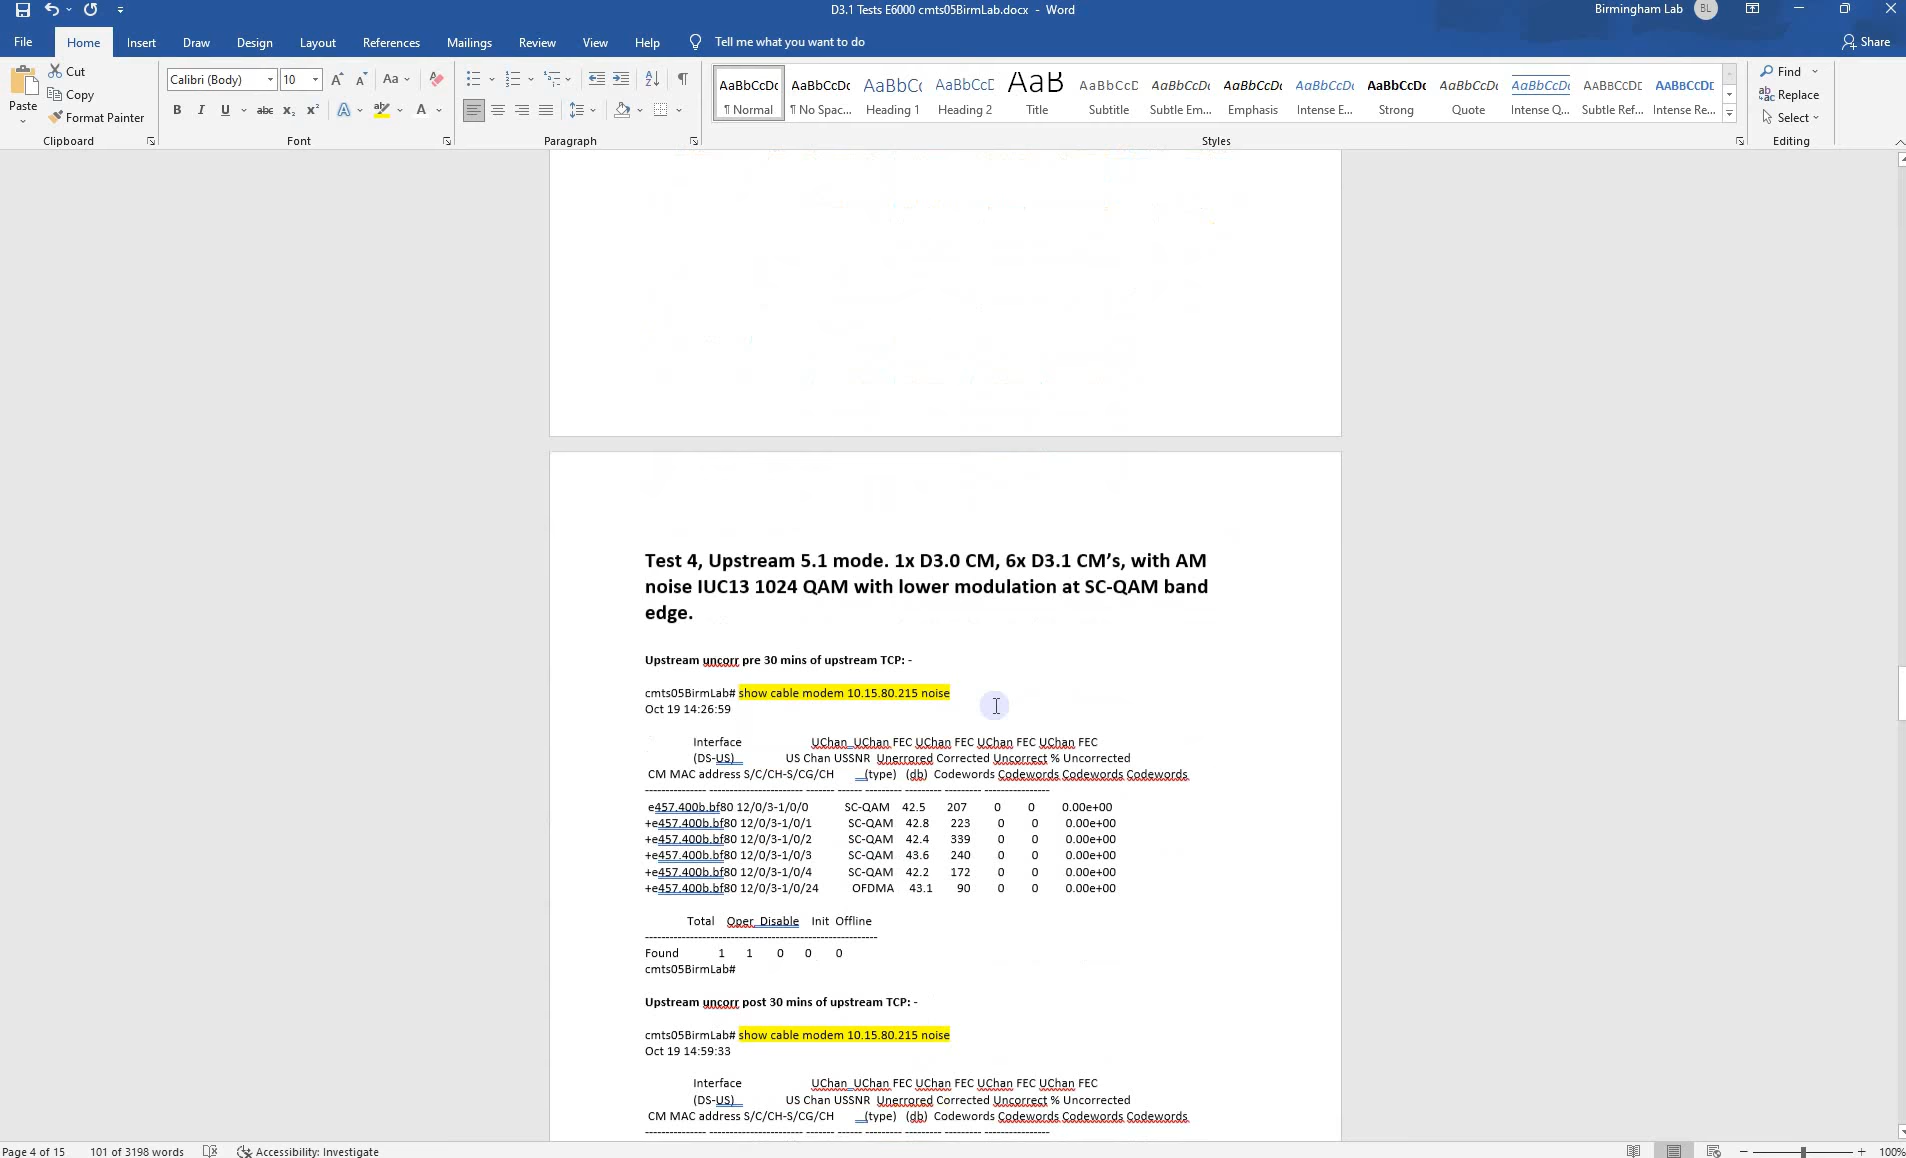 D3.1 Tests E6000 cmts05BirmLab.docx - Word
Birmingham Lab BL
File Home Insert Draw Design Layout References Mailings Review View Help Tell me what you want to do Share
Paste
Cut
Copy
Format Painter
Clipboard
Calibri (Body) 10
Font
Paragraph
AaBbCcDc AaBbCcDc AaBbC AaBbCcE AaB AaBbCcD AaBbCcDc AaBbCcDc AaBbCcDc AaBbCcDc AaBbCcDc AaBbCcDc AABBCCDE AABBCCDE
¶ Normal ¶ No Spac... Heading 1 Heading 2 Title Subtitle Subtle Em... Emphasis Intense E... Strong Quote Intense Q... Subtle Ref... Intense Re...
Styles
Find
Replace
Select
Editing
Test 4, Upstream 5.1 mode. 1x D3.0 CM, 6x D3.1 CM's, with AM
noise IUC13 1024 QAM with lower modulation at SC-QAM band
edge.
Upstream uncorr pre 30 mins of upstream TCP: -
cmts05BirmLab# show cable modem 10.15.80.215 noise
Oct 19 14:26:59
Interface UChan UChan FEC UChan FEC UChan FEC UChan FEC
(DS-US) US Chan USSNR Unerrored Corrected Uncorrect % Uncorrected
CM MAC address S/C/CH-S/CG/CH (type) (db) Codewords Codewords Codewords Codewords
--------------- ----------------------- ------- ------ --------- --------- --------- ----------------
e457.400b.bf80 12/0/3-1/0/0 SC-QAM 42.5 207 0 0 0.00e+00
+e457.400b.bf80 12/0/3-1/0/1 SC-QAM 42.8 223 0 0 0.00e+00
+e457.400b.bf80 12/0/3-1/0/2 SC-QAM 42.4 339 0 0 0.00e+00
+e457.400b.bf80 12/0/3-1/0/3 SC-QAM 43.6 240 0 0 0.00e+00
+e457.400b.bf80 12/0/3-1/0/4 SC-QAM 42.2 172 0 0 0.00e+00
+e457.400b.bf80 12/0/3-1/0/24 OFDMA 43.1 90 0 0 0.00e+00
Total Oper Disable Init Offline
---------------------------------------------------------
Found 1 1 0 0 0
cmts05BirmLab#
Upstream uncorr post 30 mins of upstream TCP: -
cmts05BirmLab# show cable modem 10.15.80.215 noise
Oct 19 14:59:33
Interface UChan UChan FEC UChan FEC UChan FEC UChan FEC
(DS-US) US Chan USSNR Unerrored Corrected Uncorrect % Uncorrected
CM MAC address S/C/CH-S/CG/CH (type) (db) Codewords Codewords Codewords Codewords
--------------- ----------------------- ------- ------ --------- --------- --------- ----------------
Page 4 of 15 101 of 3198 words Accessibility: Investigate 100%